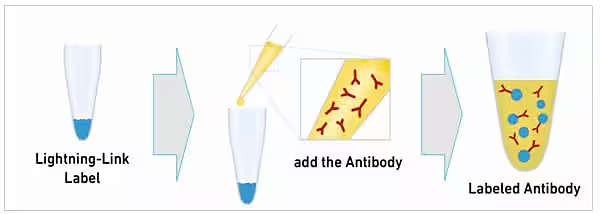 Lightning-Link
Label
add the Antibody
Labeled Antibody